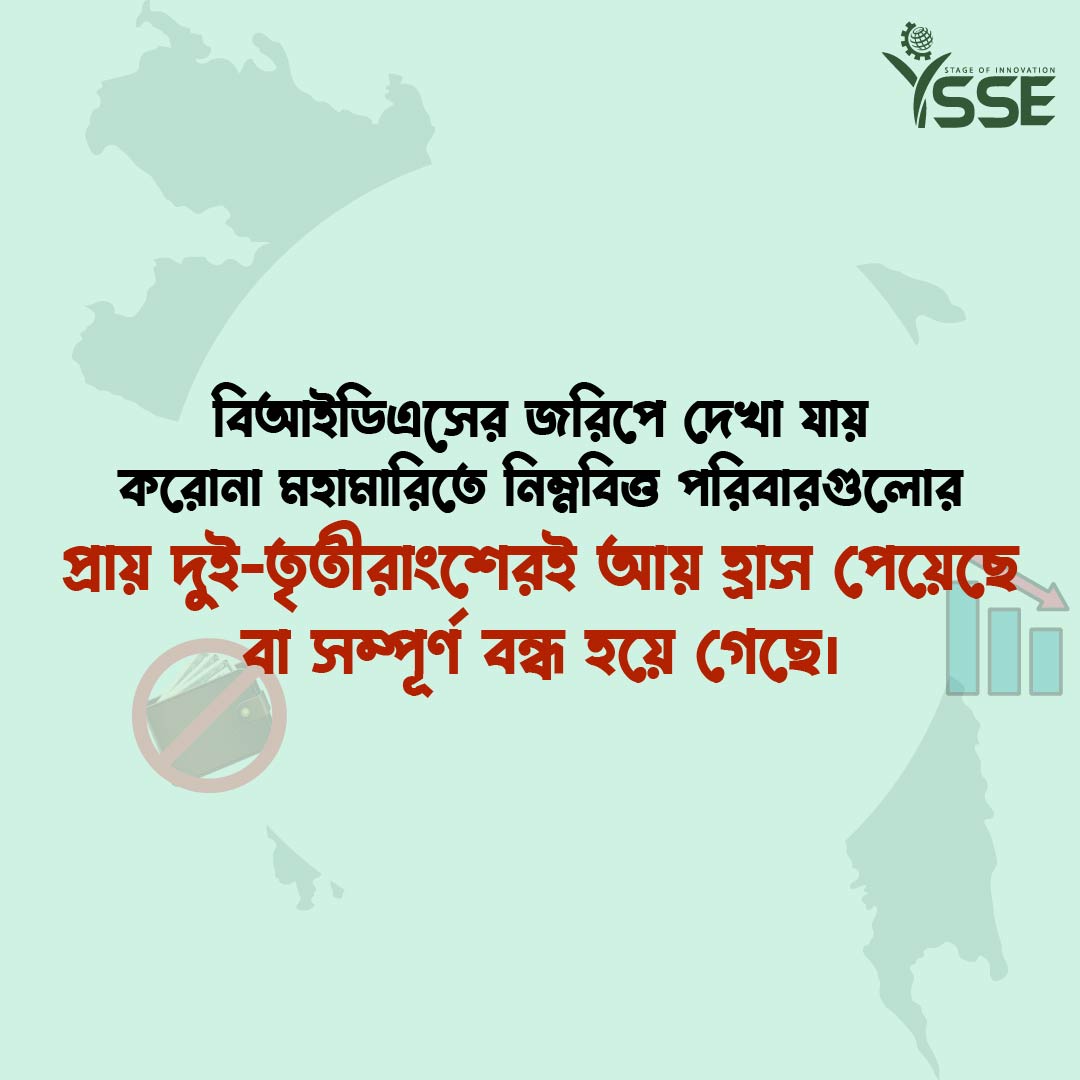 STAGE OF INNOVATION
YSSE
বিআইডিএসের জরিপে দেখা যায়
করোনা মহামারিতে নিম্নবিত্ত পরিবারগুলোর
প্রায় দুই-তৃতীরাংশেরই আয় হ্রাস পেয়েছে
বা সম্পূর্ণ বন্ধ হয়ে গেছে।